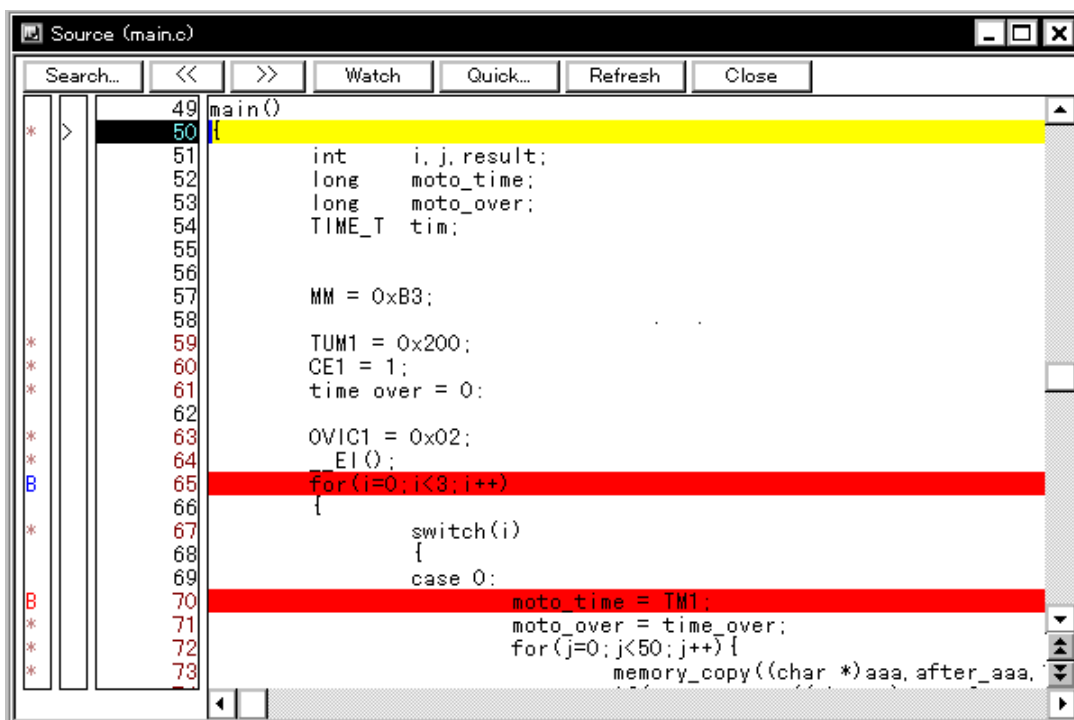 Source (main.c)
Search... << >> Watch Quick... Refresh Close
49 main()
* > 50 {
51 int i,j,result;
52 long moto_time;
53 long moto_over;
54 TIME_T tim;
55
56
57 MM = 0xB3;
58
* 59 TUM1 = 0x200;
* 60 CE1 = 1;
* 61 time over = 0:
62
* 63 OVIC1 = 0x02;
* 64 __EI();
B 65 for(i=0;i<3;i++)
66 {
* 67 switch(i)
68 {
69 case 0:
B 70 moto_time = TM1;
* 71 moto_over = time_over;
* 72 for(j=0;j<50;j++){
* 73 memory_copy((char *)aaa,after_aaa,